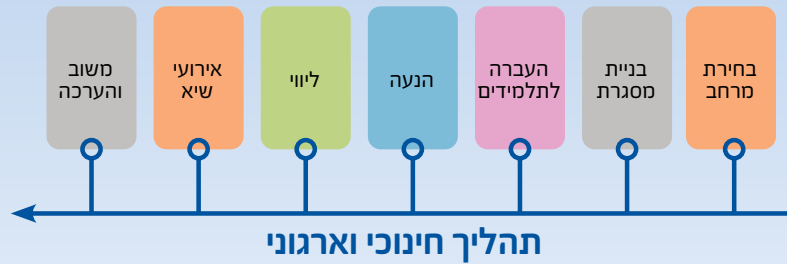 בחירת
מרחב
בניית
מסגרת
העברה
לתלמידים
הנעה
ליווי
אירועי
שיא
משוב
והערכה
תהליך חינוכי וארגוני